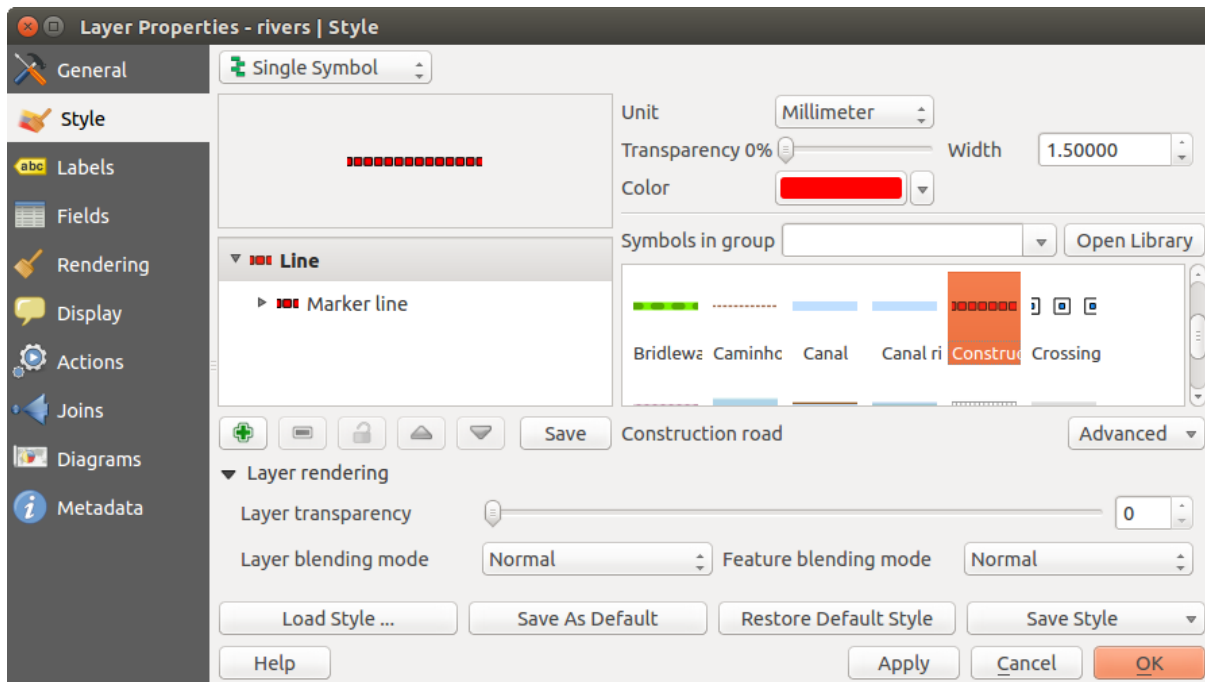 Layer Properties - rivers | Style
General
Style
abc Labels
Fields
Rendering
Display
Actions
Joins
Diagrams
Metadata
Single Symbol
Unit Millimeter
Transparency 0% Width 1.50000
Color
Symbols in group Open Library
Line
Marker line
Bridlewa Caminho Canal Canal ri Construc Crossing
Save Construction road Advanced
Layer rendering
Layer transparency 0
Layer blending mode Normal Feature blending mode Normal
Load Style ... Save As Default Restore Default Style Save Style
Help Apply Cancel OK